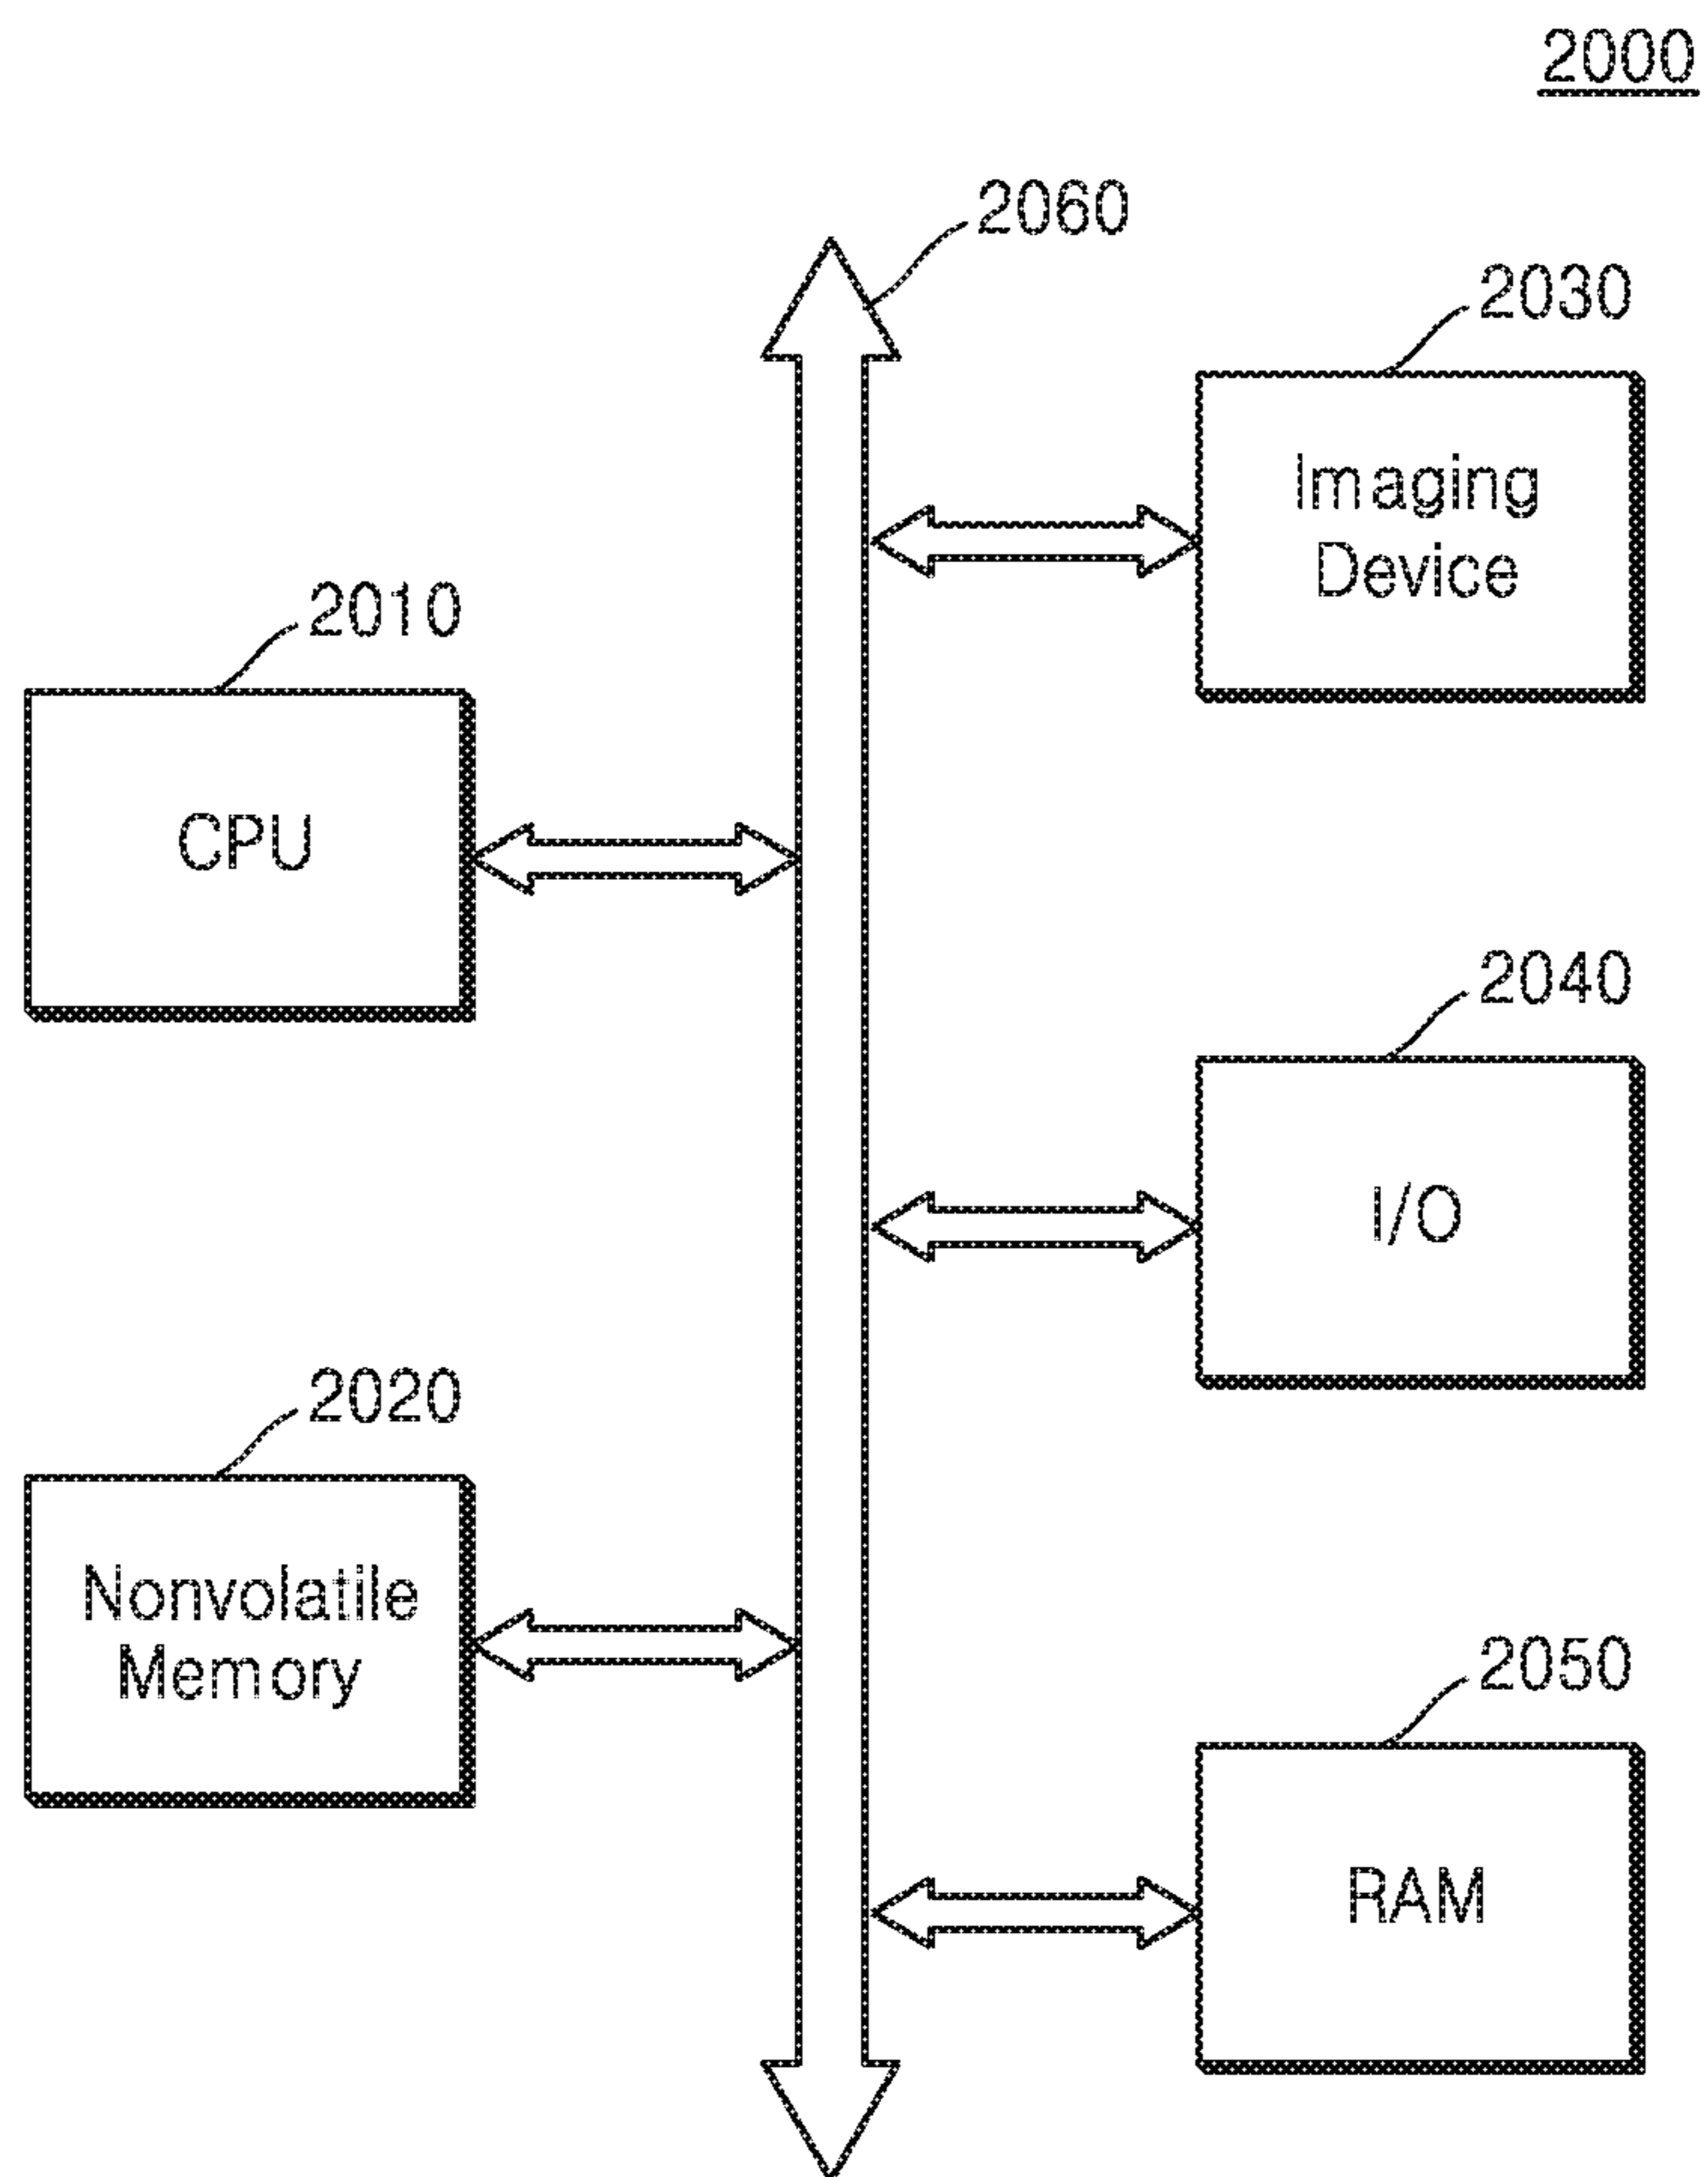 2000
2060
2030
Imaging
Device
2010
CPU
2040
I/O
2020
Nonvolatile
Memory
2050
RAM